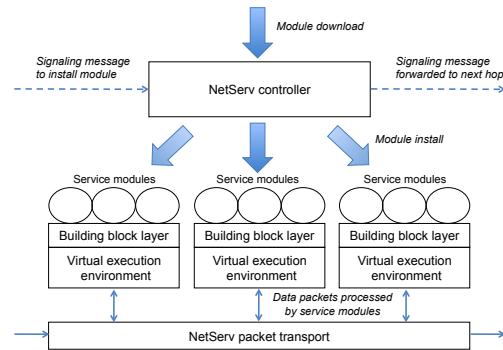 Module download
Signaling message
to install module
Signaling message
forwarded to next hop
NetServ controller
Module install
Service modules
Service modules
Service modules
Building block layer
Building block layer
Building block layer
Virtual execution
environment
Virtual execution
environment
Virtual execution
environment
Data packets processed
by service modules
NetServ packet transport